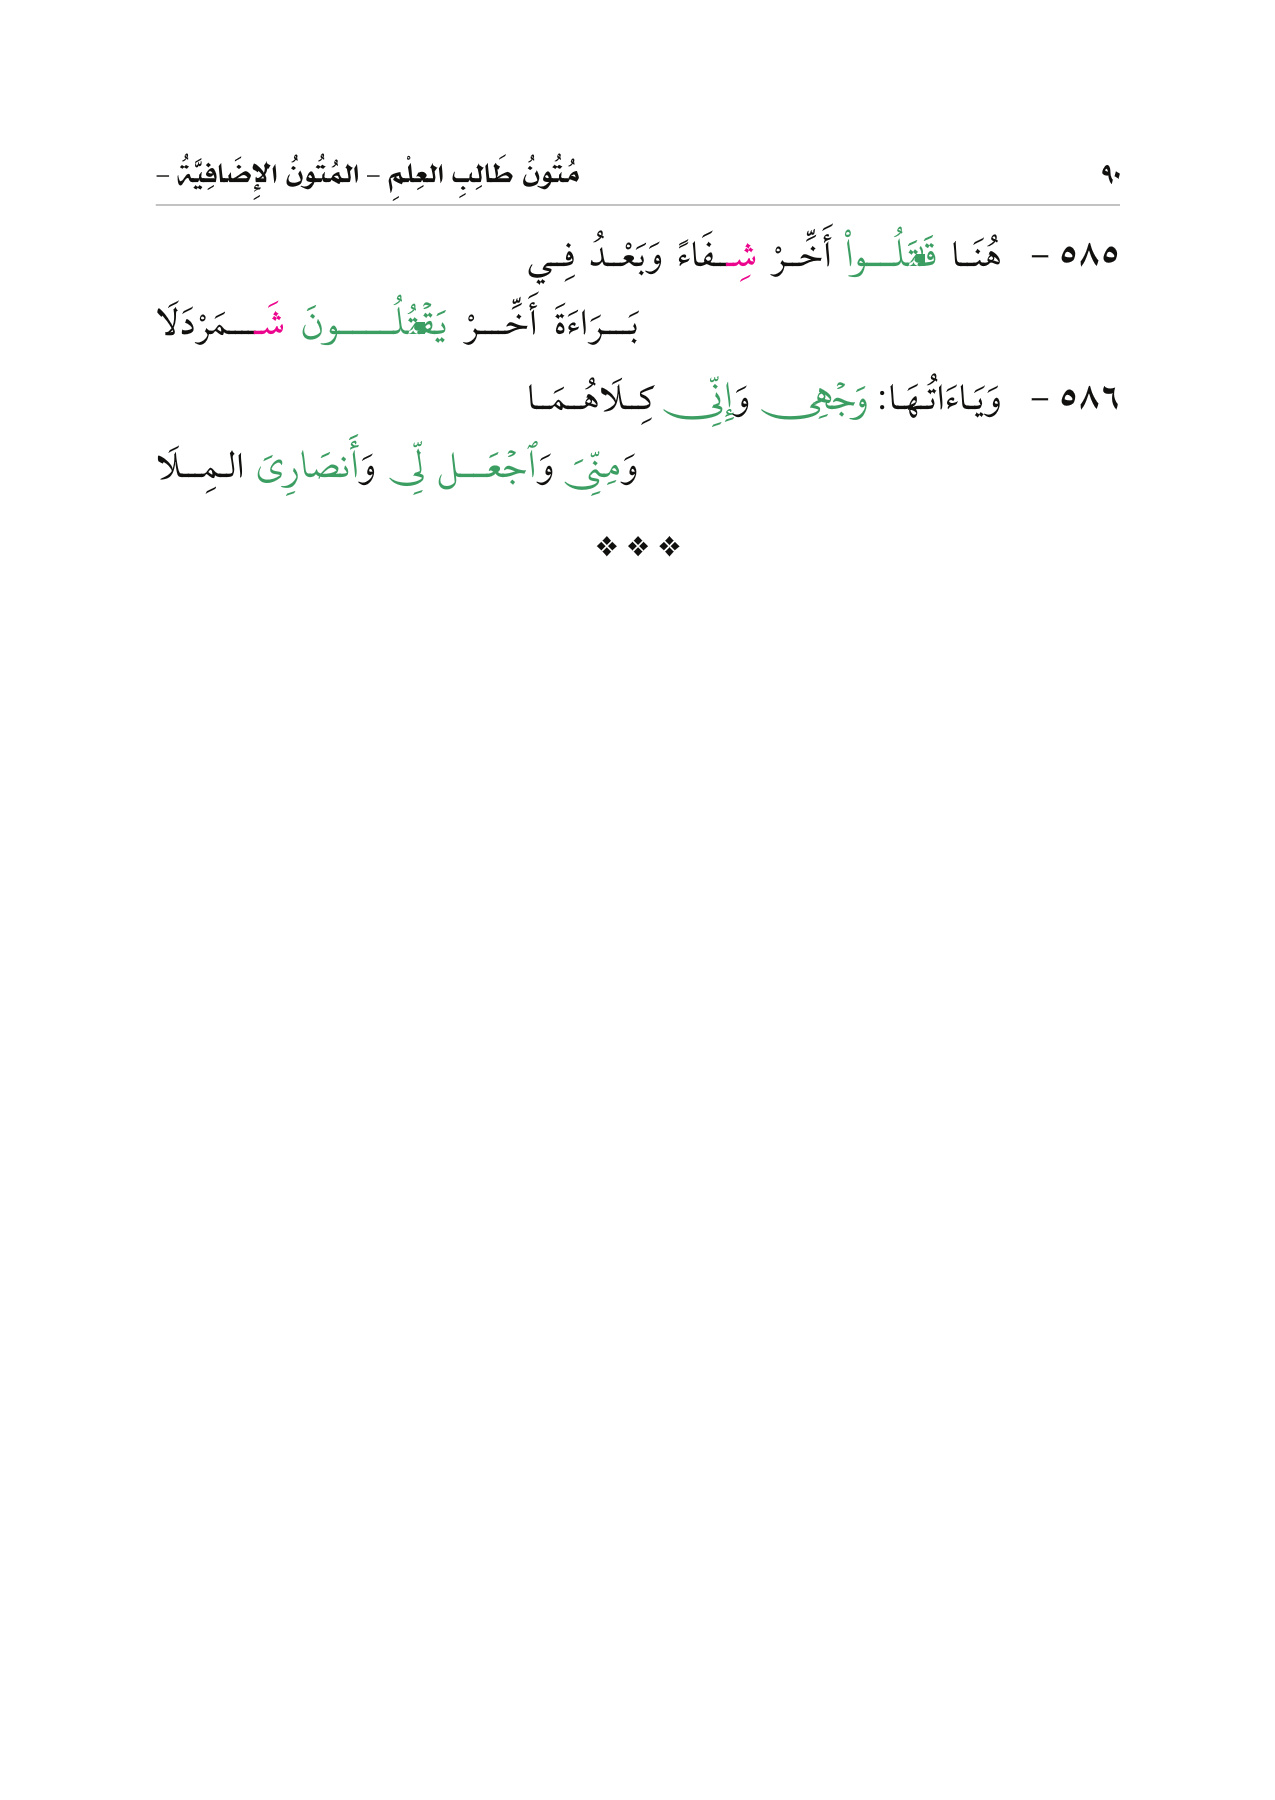 ٩٠ مُتُونُ طَالِبِ العِلْمِ – المُتُونُ الإِضَافِيَّةُ –
٥٨٥ – هُنَا قَٰتَلُوا۟ أَخِّرْ شِفَاءً وَبَعْدُ فِي
بَرَاءَةَ أَخِّرْ يَقۡتُلُونَ شَمَرْدَلَا
٥٨٦ – وَيَاءَاتُهَا: وَجۡهِى وَإِنِّى كِلَاهُمَا
وَمِنِّىَ وَٱجۡعَل لِّى وَأَنصَارِىَ المِلَا
❖ ❖ ❖